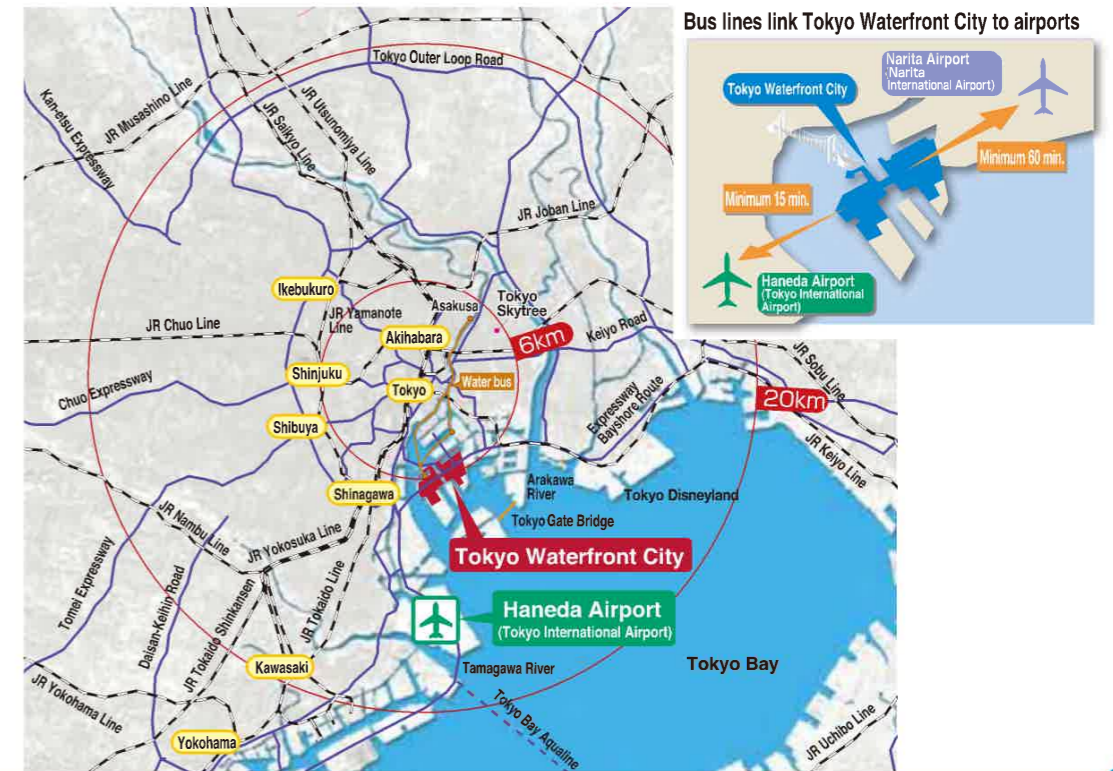 Bus lines link Tokyo Waterfront City to airports
Narita Airport
(Narita
International Airport)
Tokyo Waterfront City
Minimum 60 min.
Minimum 15 min.
Haneda Airport
(Tokyo International
Airport)
Tokyo Outer Loop Road
JR Musashino Line
Kan-etsu Expressway
JR Saikyo Line
JR Utsunomiya Line
JR Joban Line
Ikebukuro
JR Yamanote
Line
Asakusa
Tokyo
Skytree
JR Chuo Line
Akihabara
6km
Keiyo Road
Shinjuku
Chuo Expressway
Tokyo
Water bus
Expressway
Bayshore Route
JR Sobu Line
20km
Shibuya
JR Keiyo Line
Shinagawa
Arakawa
River
Tokyo Disneyland
JR Nambu Line
Tokyo Gate Bridge
JR Yokosuka Line
Tokyo Waterfront City
Tomei Expressway
Daisan-Keihin Road
JR Tokaido Shinkansen
JR Tokaido Line
Haneda Airport
(Tokyo International Airport)
Kawasaki
Tamagawa River
Tokyo Bay
JR Yokohama Line
Tokyo Bay Aqualine
Yokohama
JR Uchibo Line